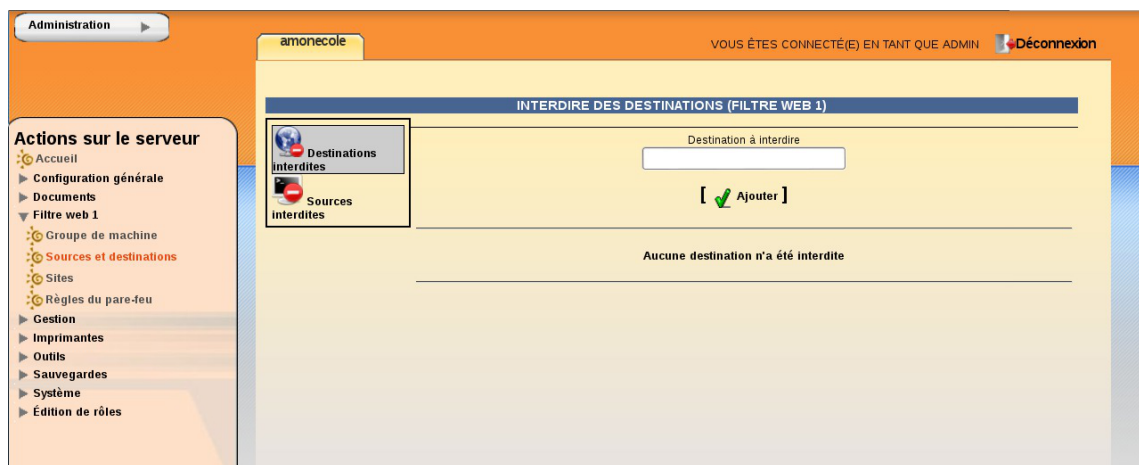 Administration
amonecole
VOUS ÊTES CONNECTÉ(E) EN TANT QUE ADMIN
Déconnexion
Actions sur le serveur
Accueil
Configuration générale
Documents
Filtre web 1
Groupe de machine
Sources et destinations
Sites
Règles du pare-feu
Gestion
Imprimantes
Outils
Sauvegardes
Système
Édition de rôles
INTERDIRE DES DESTINATIONS (FILTRE WEB 1)
Destinations
interdites
Sources
interdites
Destination à interdire
[ Ajouter ]
Aucune destination n'a été interdite